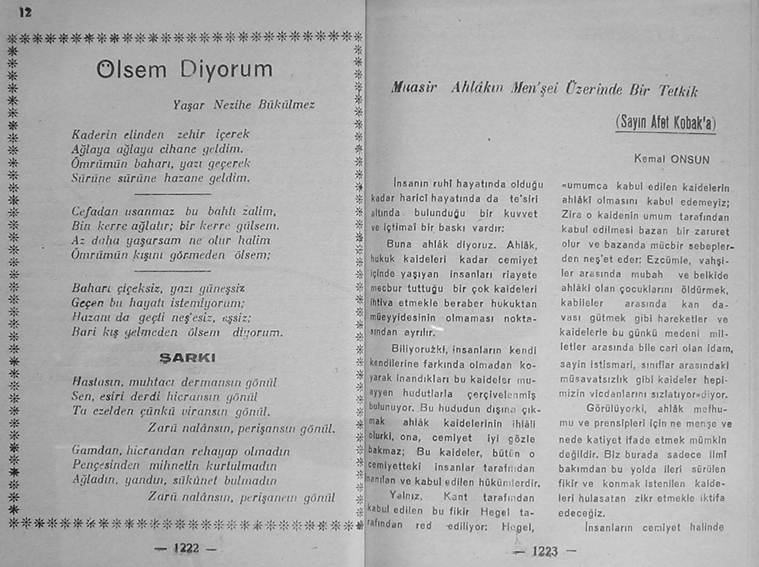 12
Ölsem Diyorum
Yaşar Nezihe Bükülmez
Kaderin elinden zehir içerek
Ağlaya ağlaya cihane geldim.
Ömrümün baharı, yazı geçerek
Sürüne sürüne hazane geldim.
Cefadan usanmaz bu bahtı zalim,
Bin kerre ağlatır; bir kerre gülsem.
Az daha yaşarsam ne olur halim
Ömrümün kışını görmeden ölsem;
Baharı çiçeksiz, yazı güneşsiz
Geçen bu hayatı istemiyorum;
Hazanı da geçti neş'esiz, eşsiz;
Bari kış gelmeden ölsem diyorum.
ŞARKI
Hastasın, muhtacı dermansın gönül
Sen, esiri derdi hicransın gönül
Ta ezelden çünkü viransın gönül.
Zarü nalânsın, perişansın gönül.
Gamdan, hicrandan rehayap olmadın
Pençesinden mihnetin kurtulmadın
Ağladın, yandın, sükûnet bulmadın
Zarü nalânsın, perişansın gönül
— 1222 —
Muasir Ahlâkın Men'şei Üzerinde Bir Tetkik
(Sayın Afet Kobak'a)
Kemal ONSUN
İnsanın ruhî hayatında olduğu
kadar haricî hayatında da te'siri
altında bulunduğu bir kuvvet
ve içtimaî bir baskı vardır:
Buna ahlâk diyoruz. Ahlâk,
hukuk kaideleri kadar cemiyet
içinde yaşıyan insanları riayete
mecbur tuttuğu bir çok kaideleri
ihtiva etmekle beraber hukuktan
müeyyidesinin olmaması nokta-
sından ayrılır.
Biliyoruzki, insanların kendi
kendilerine farkında olmadan ko-
yarak inandıkları bu kaideler mu-
ayyen hudutlarla çerçivelenmiş
bulunuyor. Bu hududun dışına çık-
mak ahlâk kaidelerinin ihlâli
olurki, ona, cemiyet iyi gözle
bakmaz; Bu kaideler, bütün o
cemiyetteki insanlar tarafından
inanılan ve kabul edilen hükümlerdir.
Yalnız, Kant tarafından
kabul edilen bu fikir Hegel ta-
rafından red ediliyor: Hegel,
«umumca kabul edilen kaidelerin
ahlâkî olmasını kabul edemeyiz;
Zira o kaidenin umum tarafından
kabul edilmesi bazan bir zaruret
olur ve bazanda mücbir sebepler-
den neş'et eder: Ezcümle, vahşi-
ler arasında mubah ve belkide
ahlâkî olan çocuklarını öldürmek,
kabileler arasında kan da-
vası gütmek gibi hareketler ve
kaidelerle bu günkü medenî mil-
letler arasında bile cari olan idam,
sayin istismari, sınıflar arasındaki
müsavatsızlık gibi kaideler hepi-
mizin vicdanlarını sızlatıyor»diyor.
Görülüyorki, ahlâk mefhu-
mu ve prensipleri için ne menşe ve
nede katiyet ifade etmek mümkin
değildir. Biz burada sadece ilmî
bakımdan bu yolda ileri sürülen
fikir ve konmak istenilen kaide-
leri hulasatan zikr etmekle iktifa
edeceğiz.
İnsanların cemiyet halinde
— 1223 —